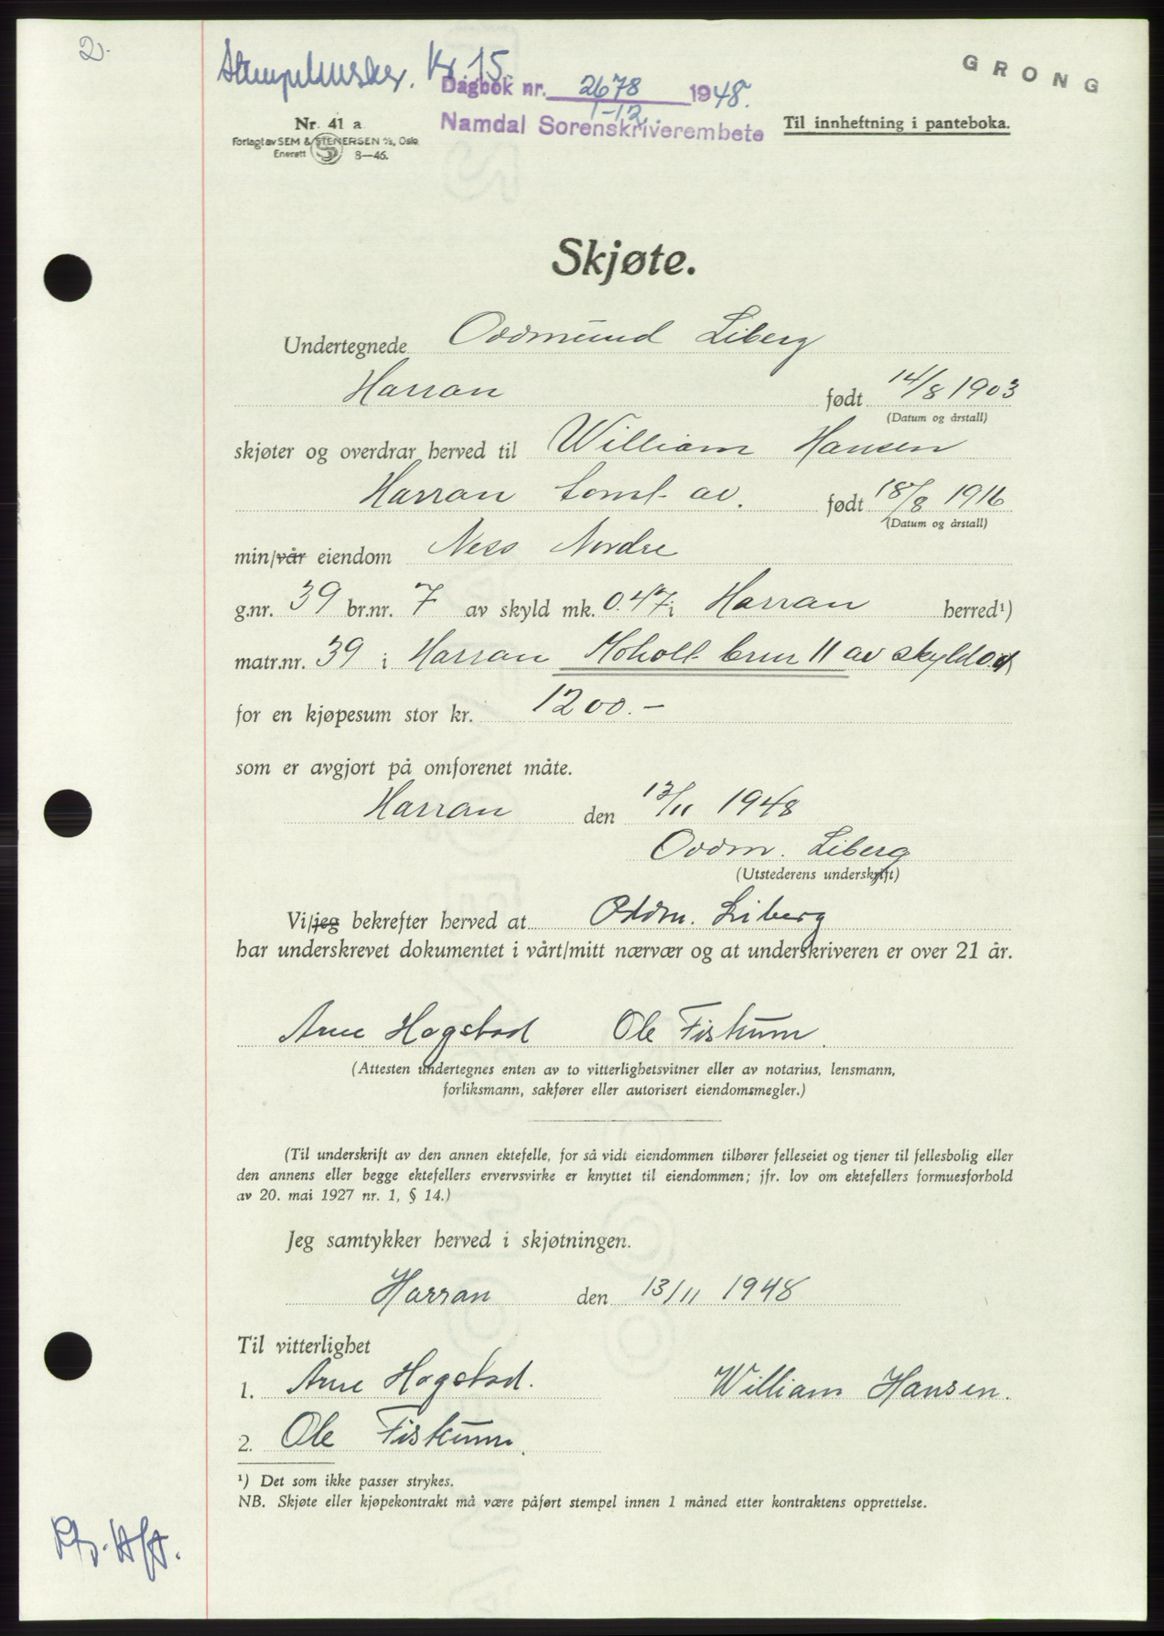 2.
Stempelmerker. Kr. 15.
GRONG
Dagbok nr. 2678 1948.
1-12.
Nr. 41 a
Namdal Sorenskriverembete
Til innheftning i panteboka.
Forlagt av SEM & STENERSEN A/S, Oslo
Enerett S 8—46.
Skjøte.
Undertegnede Oddmund Liberg
Harran født 14/8 1903
(Datum og årstall)
skjøter og overdrar herved til William Hansen
Harran tomt av. født 18/8 1916
(Datum og årstall)
min/vår eiendom Ness Nordre
g.nr. 39 br.nr. 7 av skyld mk. 0.47 i Harran herred¹)
matr.nr. 39 i Harran Moholt brnr 11 av skyld
for en kjøpesum stor kr. 1200.—
som er avgjort på omforenet måte.
Harran den 13/11 1948
Oddm. Liberg
(Utstederens underskrift)
Vi/jeg bekrefter herved at Oddm. Liberg
har underskrevet dokumentet i vårt/mitt nærvær og at underskriveren er over 21 år.
Arne Hogstad Ole Fiskum.
(Attesten undertegnes enten av to vitterlighetsvitner eller av notarius, lensmann,
forliksmann, sakfører eller autorisert eiendomsmegler.)
(Til underskrift av den annen ektefelle, for så vidt eiendommen tilhører felleseiet og tjener til fellesbolig eller
den annens eller begge ektefellers ervervsvirke er knyttet til eiendommen; jfr. lov om ektefellers formuesforhold
av 20. mai 1927 nr. 1, § 14.)
Jeg samtykker herved i skjøtningen.
Harran den 13/11 1948
Til vitterlighet
1. Arne Hogstad. William Hansen.
2. Ole Fiskum.
¹) Det som ikke passer strykes.
NB. Skjøte eller kjøpekontrakt må være påført stempel innen 1 måned etter kontraktens opprettelse.